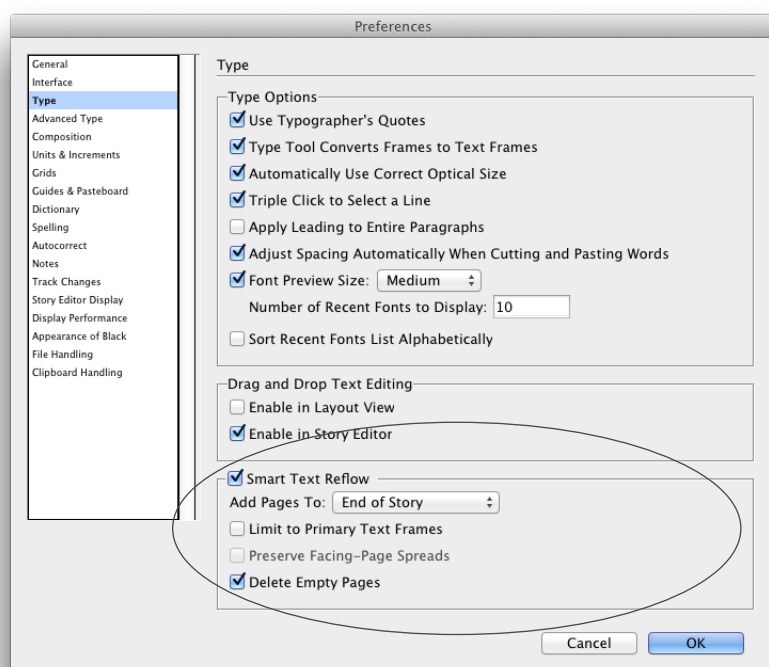 Preferences
General
Interface
Type
Advanced Type
Composition
Units & Increments
Grids
Guides & Pasteboard
Dictionary
Spelling
Autocorrect
Notes
Track Changes
Story Editor Display
Display Performance
Appearance of Black
File Handling
Clipboard Handling
Type
Type Options
Use Typographer's Quotes
Type Tool Converts Frames to Text Frames
Automatically Use Correct Optical Size
Triple Click to Select a Line
Apply Leading to Entire Paragraphs
Adjust Spacing Automatically When Cutting and Pasting Words
Font Preview Size: Medium
Number of Recent Fonts to Display: 10
Sort Recent Fonts List Alphabetically
Drag and Drop Text Editing
Enable in Layout View
Enable in Story Editor
Smart Text Reflow
Add Pages To: End of Story
Limit to Primary Text Frames
Preserve Facing-Page Spreads
Delete Empty Pages
Cancel OK